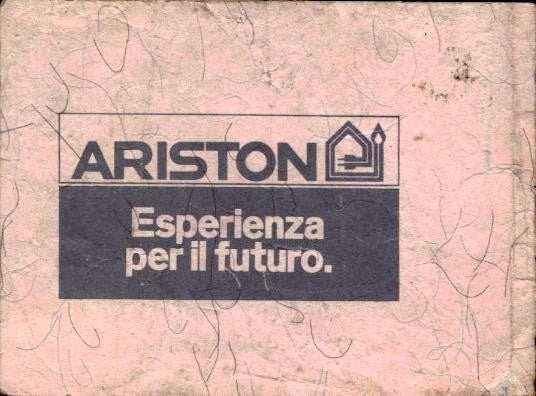 ARISTON
Esperienza
per il futuro.